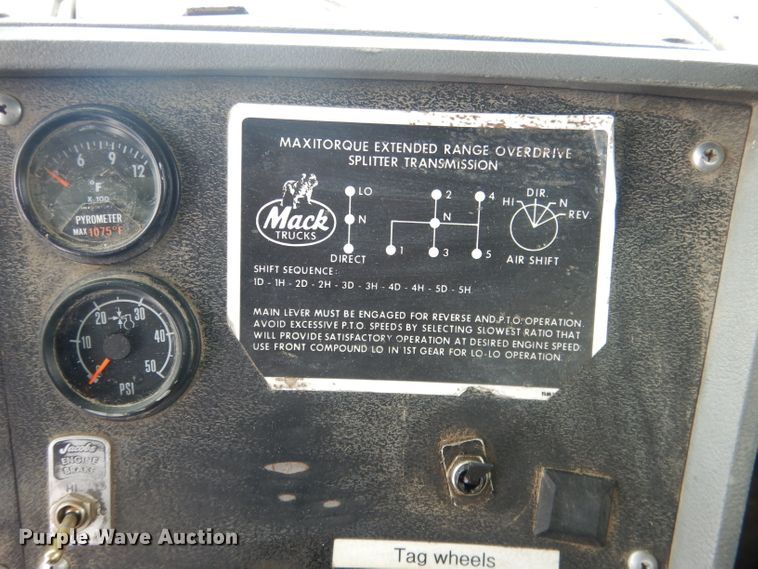 6 9 12
°F
X 100
PYROMETER
MAX 1075°F
20 30
40
50
PSI
Jacobs
ENGINE
BRAKE
HI
MAXITORQUE EXTENDED RANGE OVERDRIVE
SPLITTER TRANSMISSION
Mack
TRUCKS
LO
N
DIRECT
2 4
N
1 3 5
DIR.
HI N
REV.
AIR SHIFT
SHIFT SEQUENCE:
1D - 1H - 2D - 2H - 3D - 3H - 4D - 4H - 5D - 5H
MAIN LEVER MUST BE ENGAGED FOR REVERSE AND P.T.O. OPERATION.
AVOID EXCESSIVE P.T.O. SPEEDS BY SELECTING SLOWEST RATIO THAT
WILL PROVIDE SATISFACTORY OPERATION AT DESIRED ENGINE SPEED.
USE FRONT COMPOUND LO IN 1ST GEAR FOR LO-LO OPERATION.
Tag wheels
Purple Wave Auction